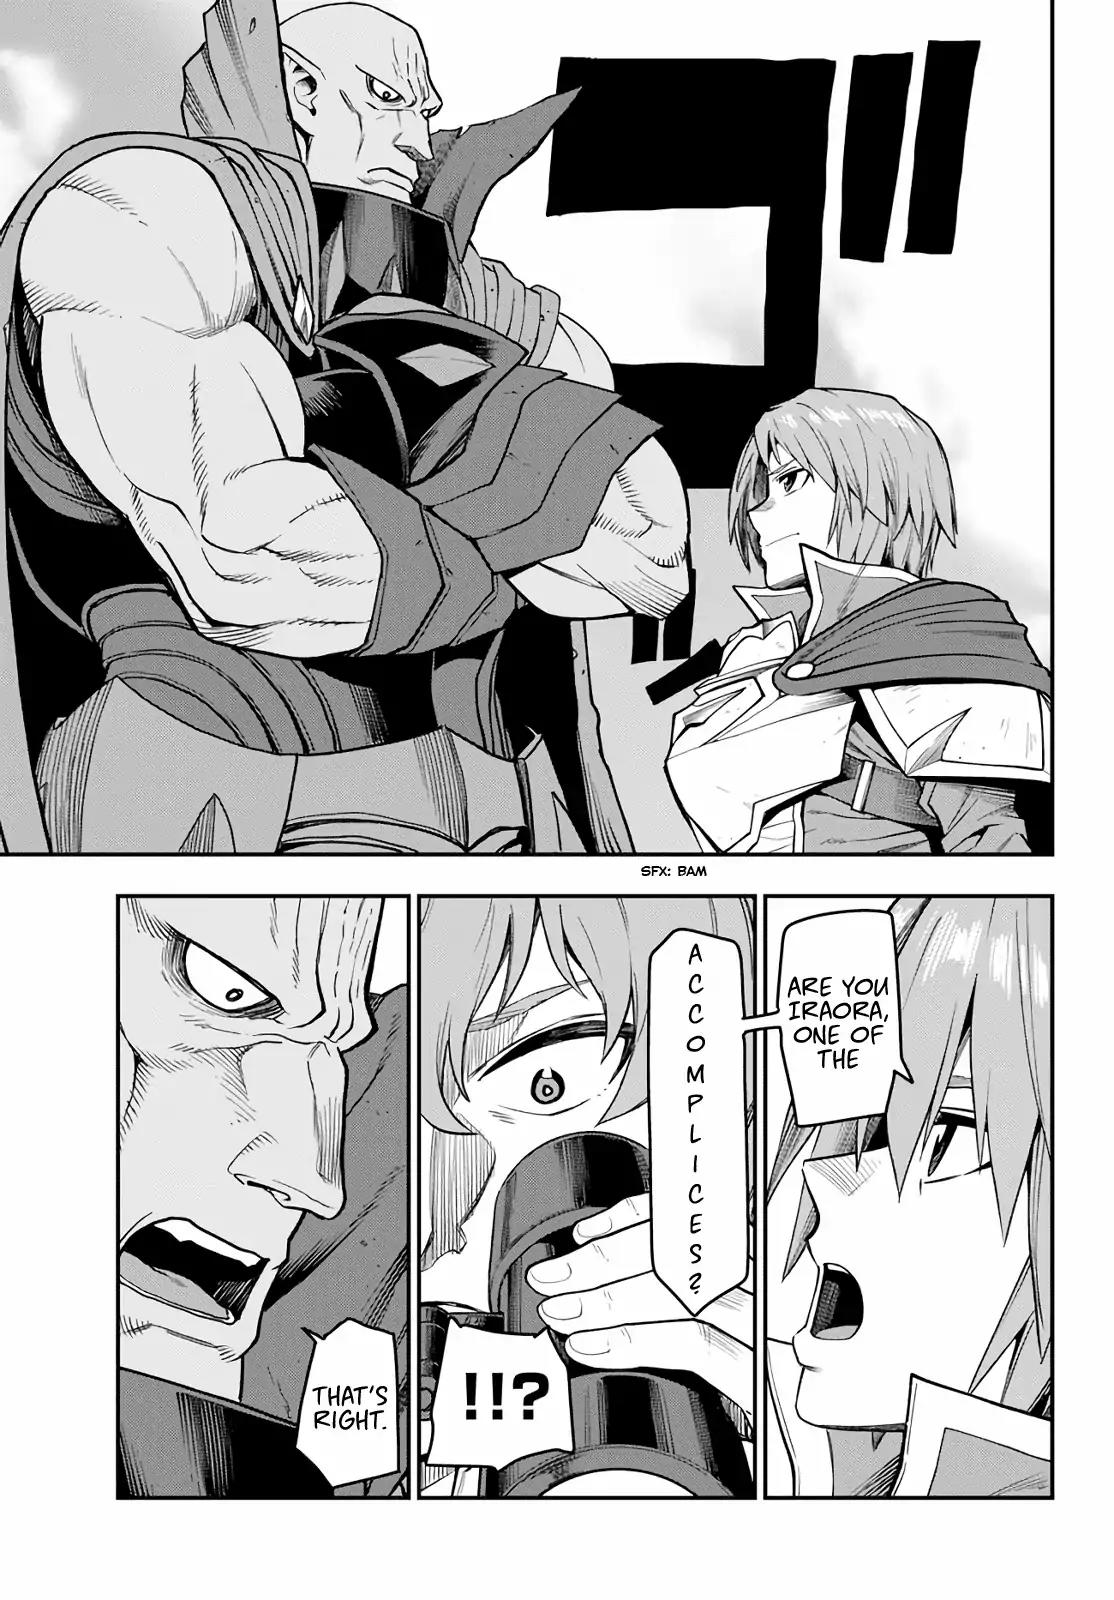 ゴ
SFX: BAM
ARE YOU
IRAORA,
ONE OF
THE
ACCOMPLICES?
!!?
THAT'S
RIGHT.